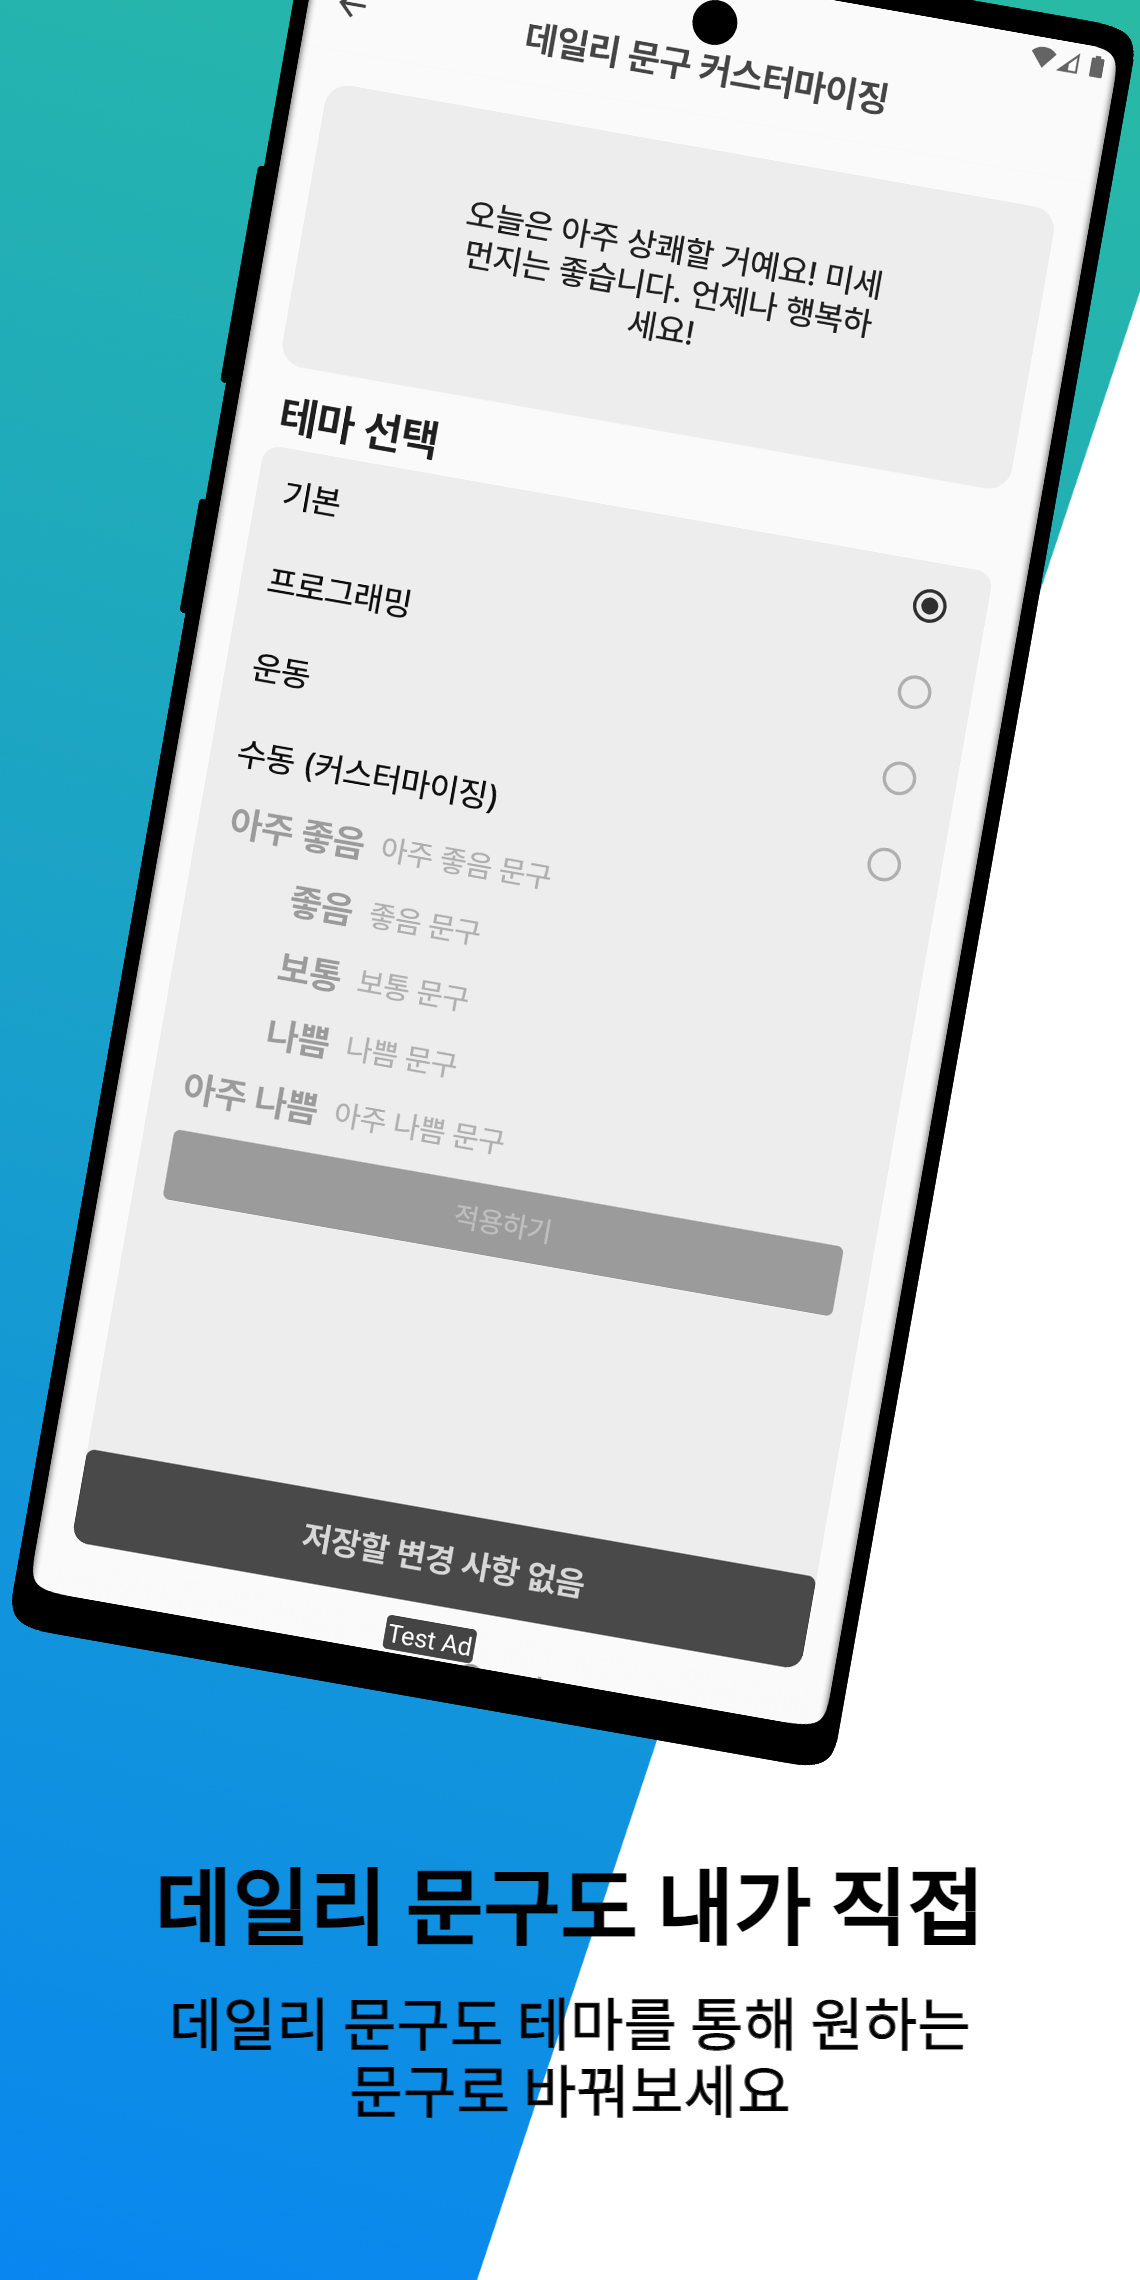 데일리 문구 커스터마이징
오늘은 아주 상쾌할 거예요! 미세
먼지는 좋습니다. 언제나 행복하
세요!
테마 선택
기본
프로그래밍
운동
수동 (커스터마이징)
아주 좋음 아주 좋음 문구
좋음 좋음 문구
보통 보통 문구
나쁨 나쁨 문구
아주 나쁨 아주 나쁨 문구
적용하기
저장할 변경 사항 없음
Test Ad
데일리 문구도 내가 직접
데일리 문구도 테마를 통해 원하는
문구로 바꿔보세요